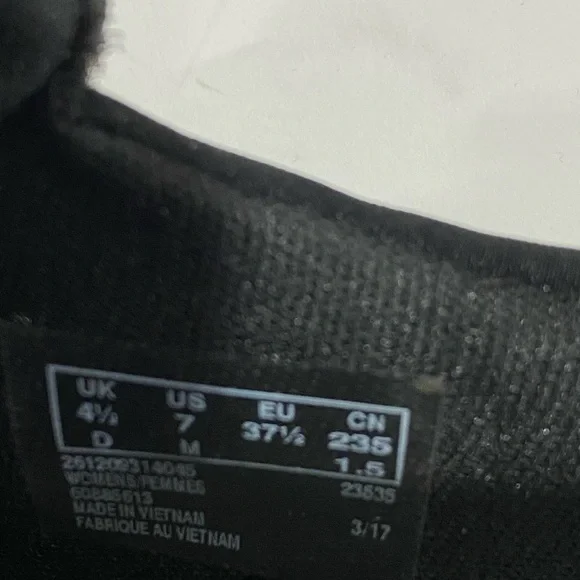 UK US EU CN
4½ 7 37½ 235
D M 1.5
261209314045
WOMENS/FEMMES 23535
MADE IN VIETNAM
FABRIQUE AU VIETNAM 3/17